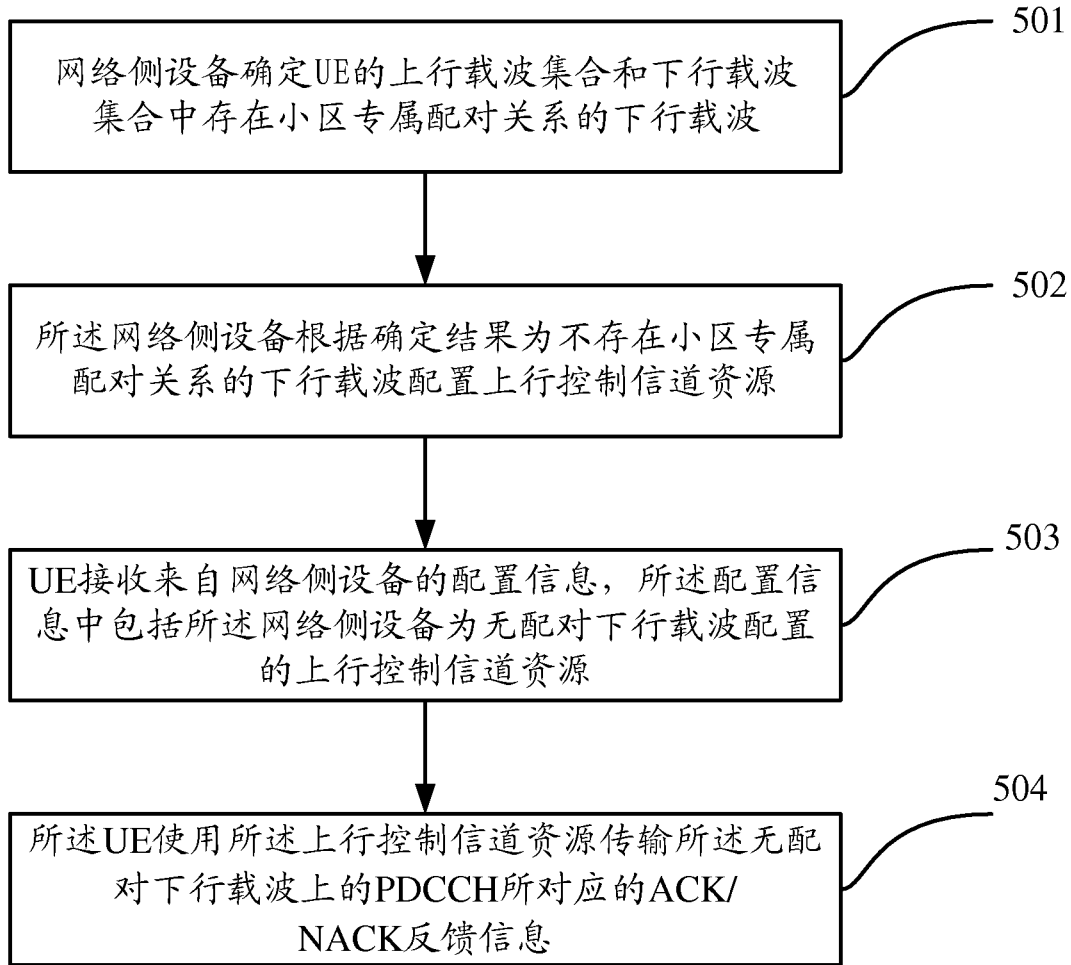 501
网络侧设备确定UE的上行载波集合和下行载波
集合中存在小区专属配对关系的下行载波
502
所述网络侧设备根据确定结果为不存在小区专属
配对关系的下行载波配置上行控制信道资源
503
UE接收来自网络侧设备的配置信息，所述配置信
息中包括所述网络侧设备为无配对下行载波配置
的上行控制信道资源
504
所述UE使用所述上行控制信道资源传输所述无配
对下行载波上的PDCCH所对应的ACK/
NACK反馈信息